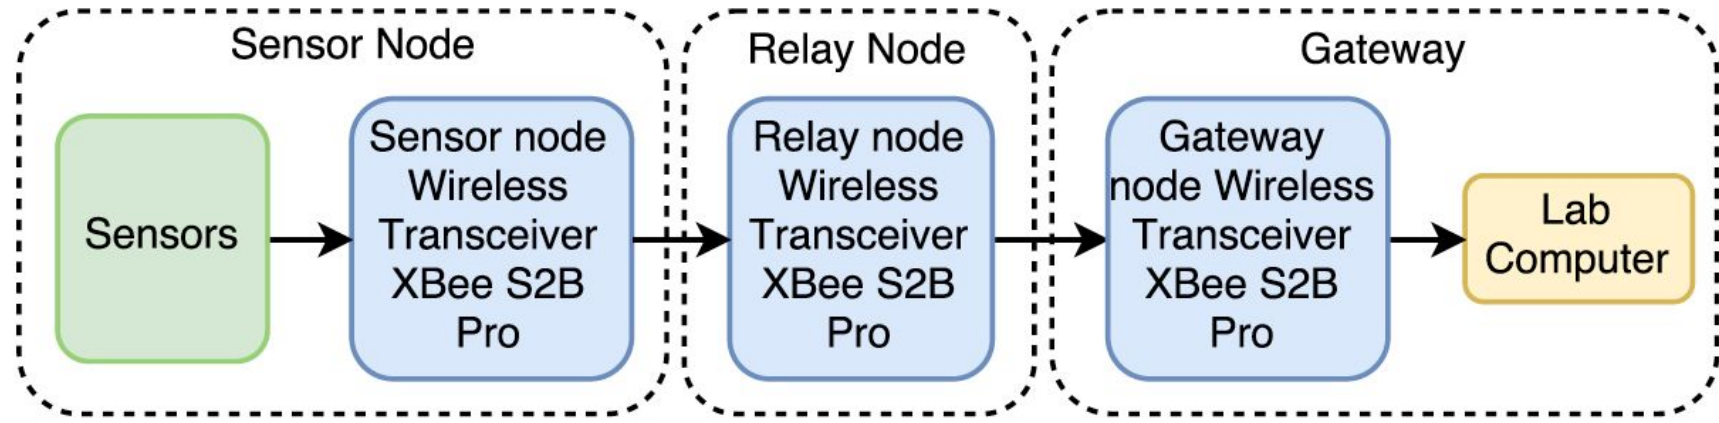 Sensor Node
Sensors
Sensor node
Wireless
Transceiver
XBee S2B
Pro
Relay Node
Relay node
Wireless
Transceiver
XBee S2B
Pro
Gateway
Gateway
node Wireless
Transceiver
XBee S2B
Pro
Lab
Computer